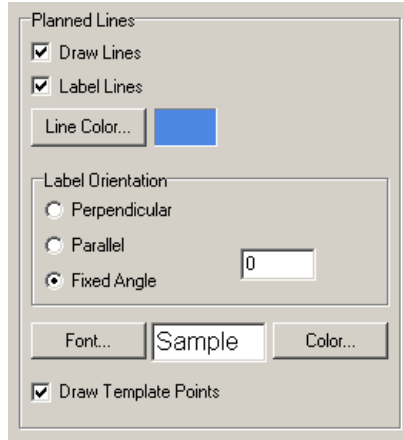 Planned Lines
Draw Lines
Label Lines
Line Color...
Label Orientation
Perpendicular
Parallel
0
Fixed Angle
Font... Sample Color...
Draw Template Points